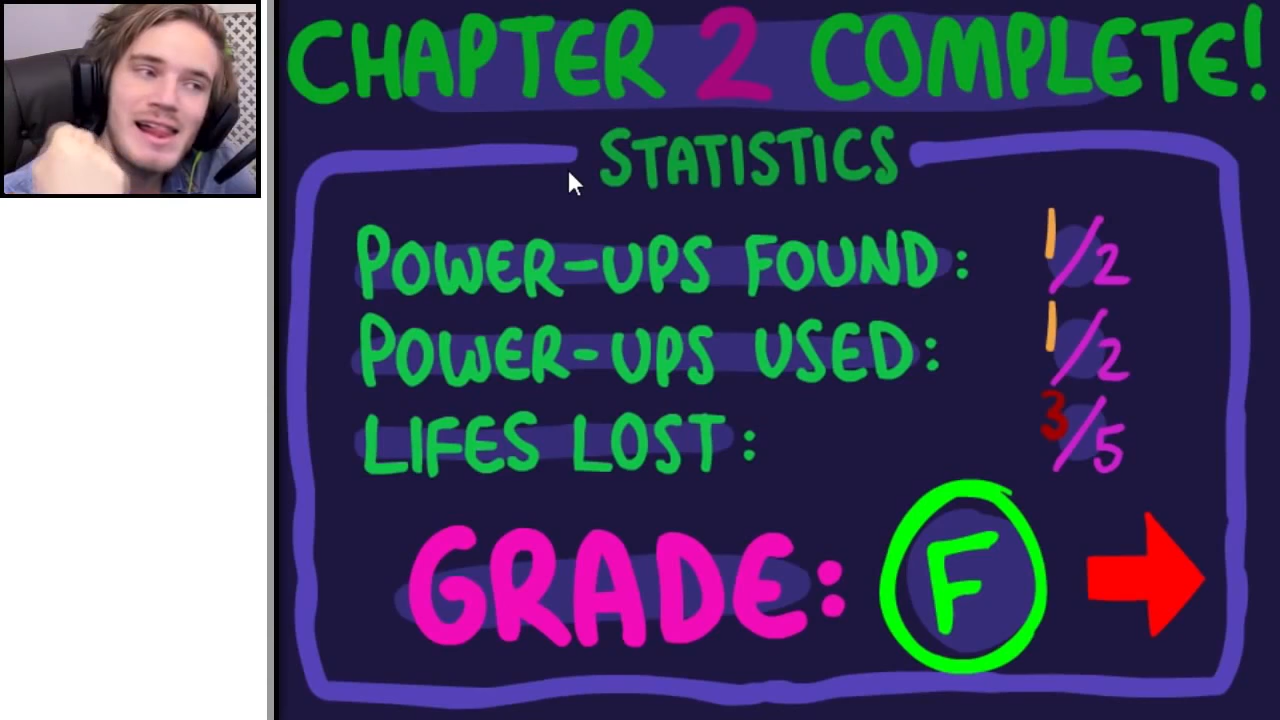 CHAPTER 2 COMPLETE!
STATISTICS
POWER-UPS FOUND: 1/2
POWER-UPS USED: 1/2
LIFES LOST: 3/5
GRADE: F